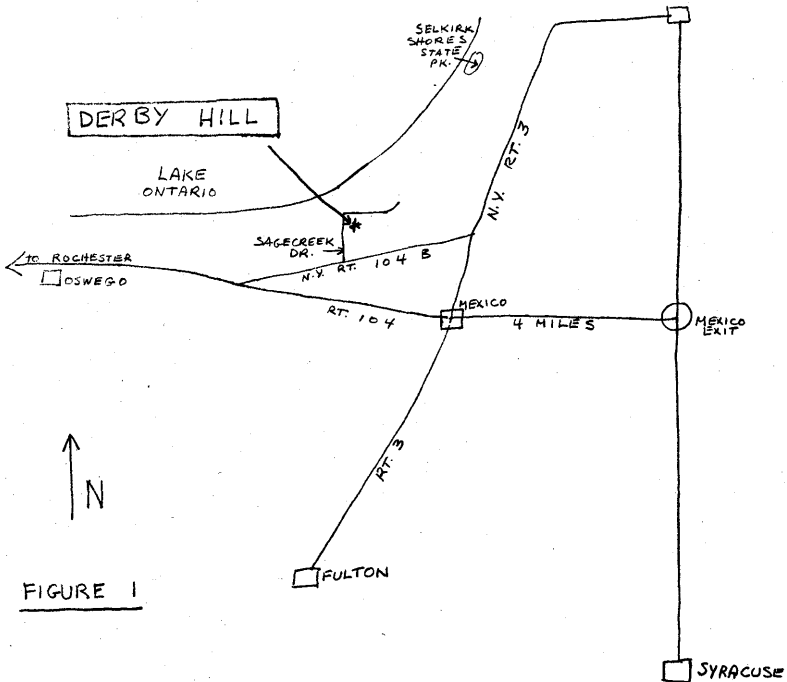 SELKIRK
SHORES
STATE
PK.
DERBY HILL
LAKE
ONTARIO
N.Y. RT. 3
*
SAGECREEK
DR.
N.Y. RT. 104 B
TO ROCHESTER
OSWEGO
MEXICO
RT. 104
4 MILES
MEXICO
EXIT
RT. 3
N
FULTON
FIGURE 1
SYRACUSE